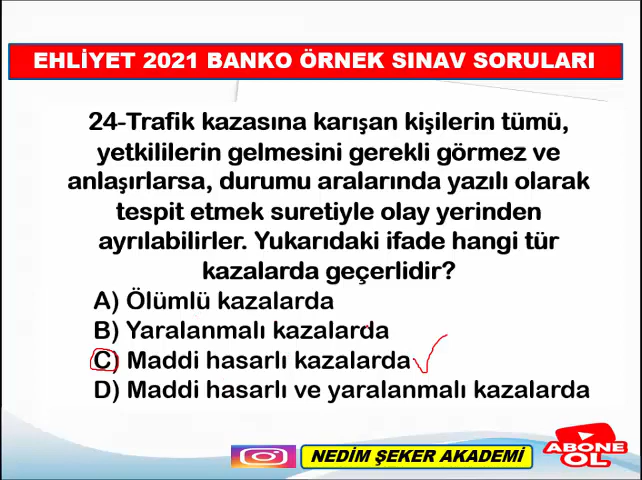 EHLİYET 2021 BANKO ÖRNEK SINAV SORULARI
24-Trafik kazasına karışan kişilerin tümü,
yetkililerin gelmesini gerekli görmez ve
anlaşırlarsa, durumu aralarında yazılı olarak
tespit etmek suretiyle olay yerinden
ayrılabilirler. Yukarıdaki ifade hangi tür
kazalarda geçerlidir?
A) Ölümlü kazalarda
B) Yaralanmalı kazalarda
C) Maddi hasarlı kazalarda
D) Maddi hasarlı ve yaralanmalı kazalarda
NEDİM ŞEKER AKADEMİ
ABONE
OL